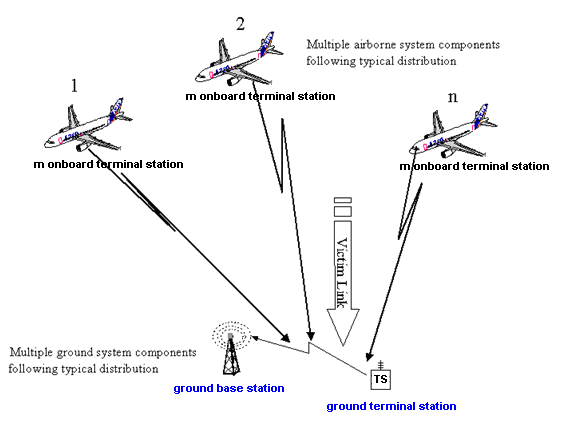 2
Multiple airborne system components
following typical distribution
1
n
m onboard terminal station
m onboard terminal station
m onboard terminal station
Victim Link
Multiple ground system components
following typical distribution
TS
ground base station
ground terminal station